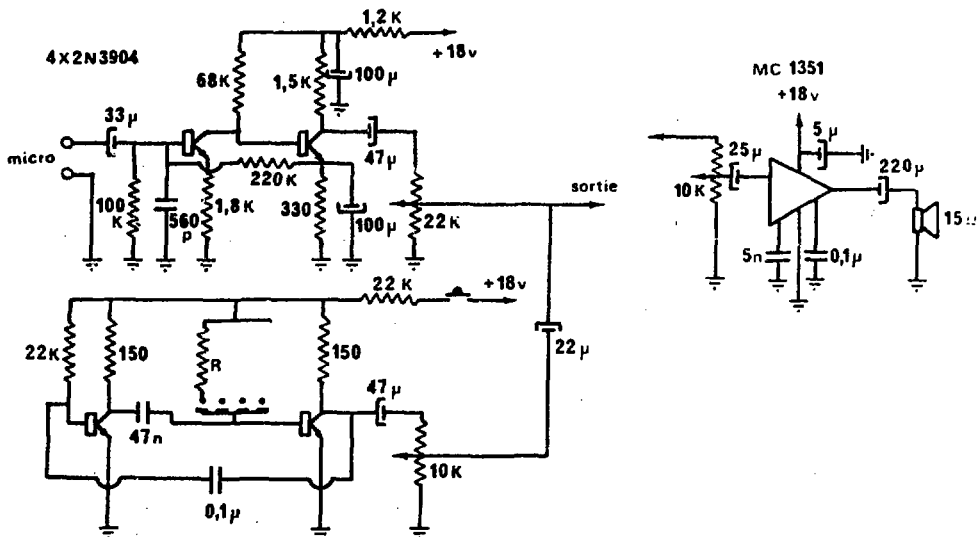 4X2N3904
1,2K
+18v
68K
1,5K
100µ
33µ
micro
47µ
220K
100
K
560
p
1,8K
330
100µ
22K
sortie
MC 1351
+18v
5µ
25µ
10K
220µ
15Ω
5n
0,1µ
22K
+18v
22K
150
R
150
22µ
47n
47µ
10K
0,1µ